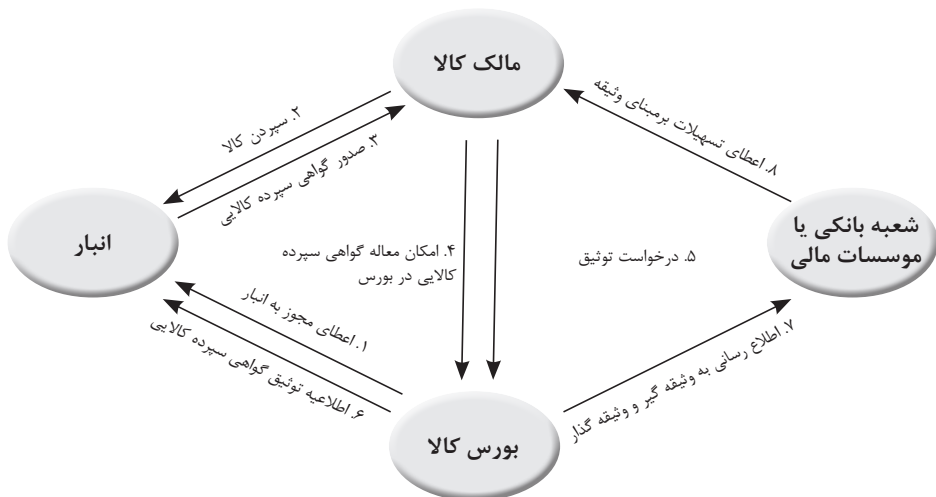 مالک کالا
۲. سپردن کالا
۳. صدور گواهی سپرده کالایی
۸. اعطای تسهیلات برمبنای وثیقه
انبار
۴. امکان معاله گواهی سپرده
کالایی در بورس
۵. درخواست توثیق
شعبه بانکی یا
موسسات مالی
۱. اعطای مجوز به انبار
۶. اطلاعیه توثیق گواهی سپرده کالایی
۷. اطلاع رسانی به وثیقه گیر و وثیقه گذار
بورس کالا